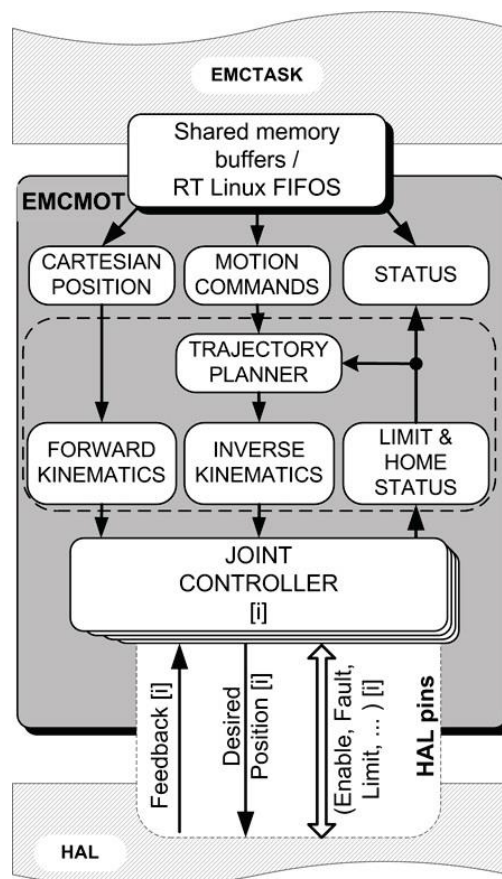 EMCTASK
Shared memory
buffers /
RT Linux FIFOS
EMCMOT
CARTESIAN
POSITION
MOTION
COMMANDS
STATUS
TRAJECTORY
PLANNER
FORWARD
KINEMATICS
INVERSE
KINEMATICS
LIMIT &
HOME
STATUS
JOINT
CONTROLLER
[i]
Feedback [i]
Desired
Position [i]
(Enable, Fault,
Limit, ... ) [i]
HAL pins
HAL